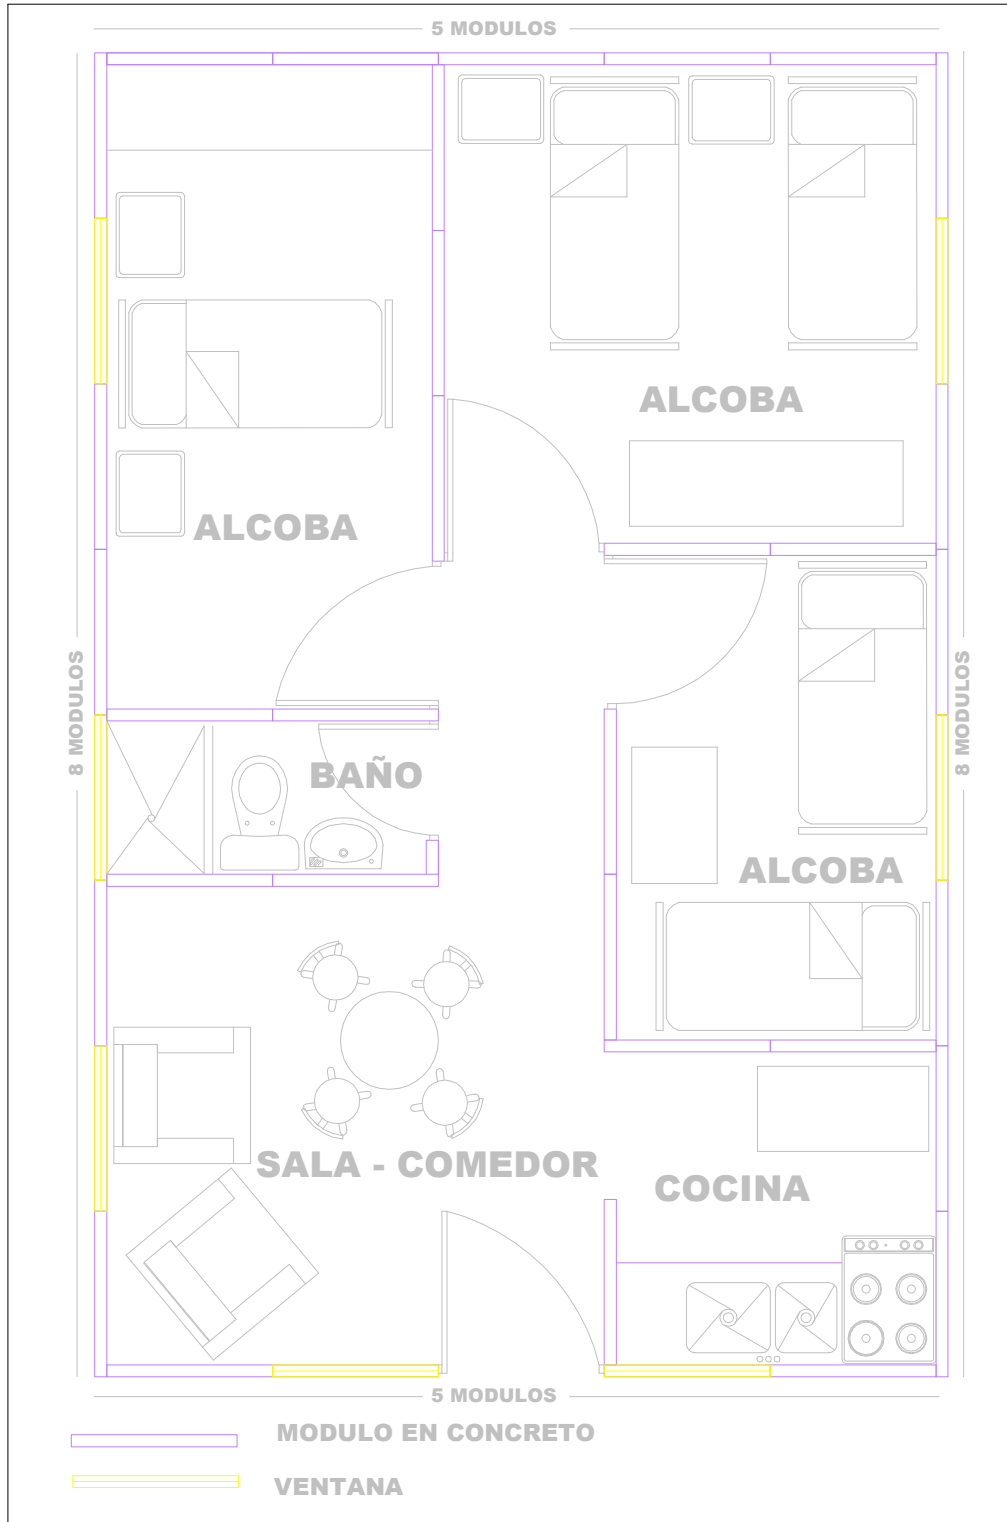 5 MODULOS
ALCOBA
ALCOBA
8 MODULOS
8 MODULOS
BAÑO
ALCOBA
SALA - COMEDOR
COCINA
5 MODULOS
MODULO EN CONCRETO
VENTANA